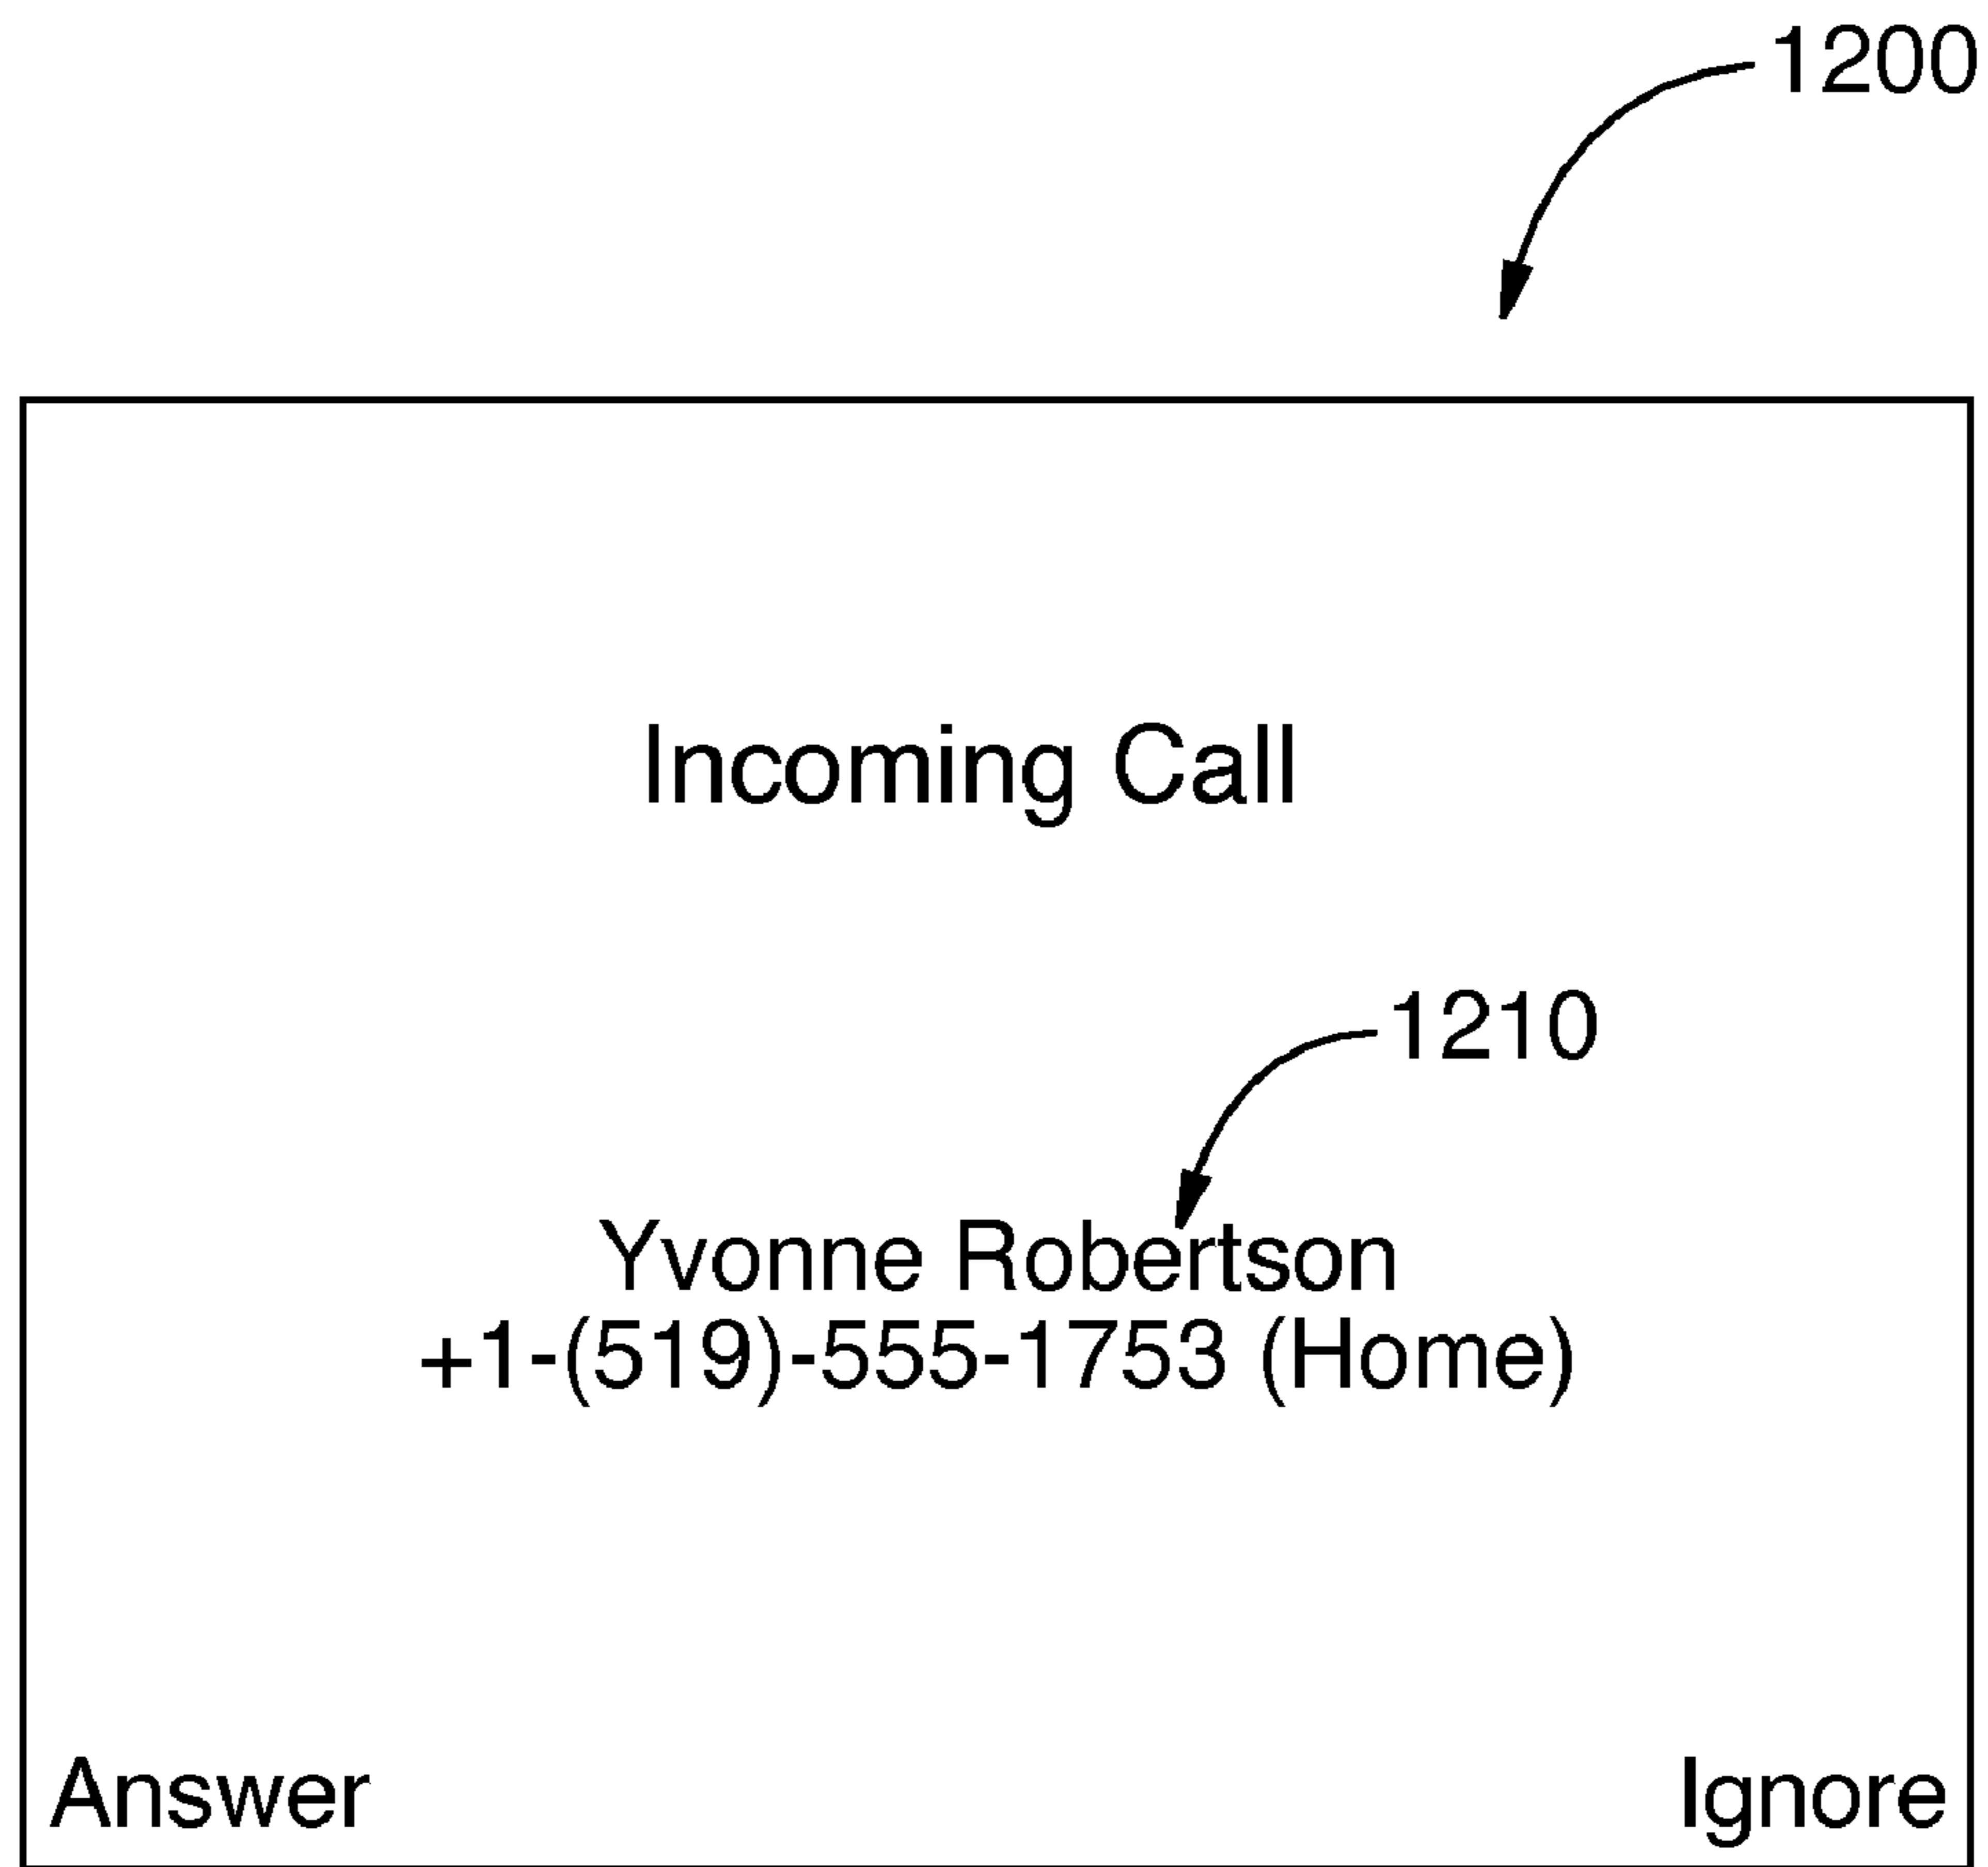 1200
Incoming Call
1210
Yvonne Robertson
+1-(519)-555-1753 (Home)
Answer Ignore